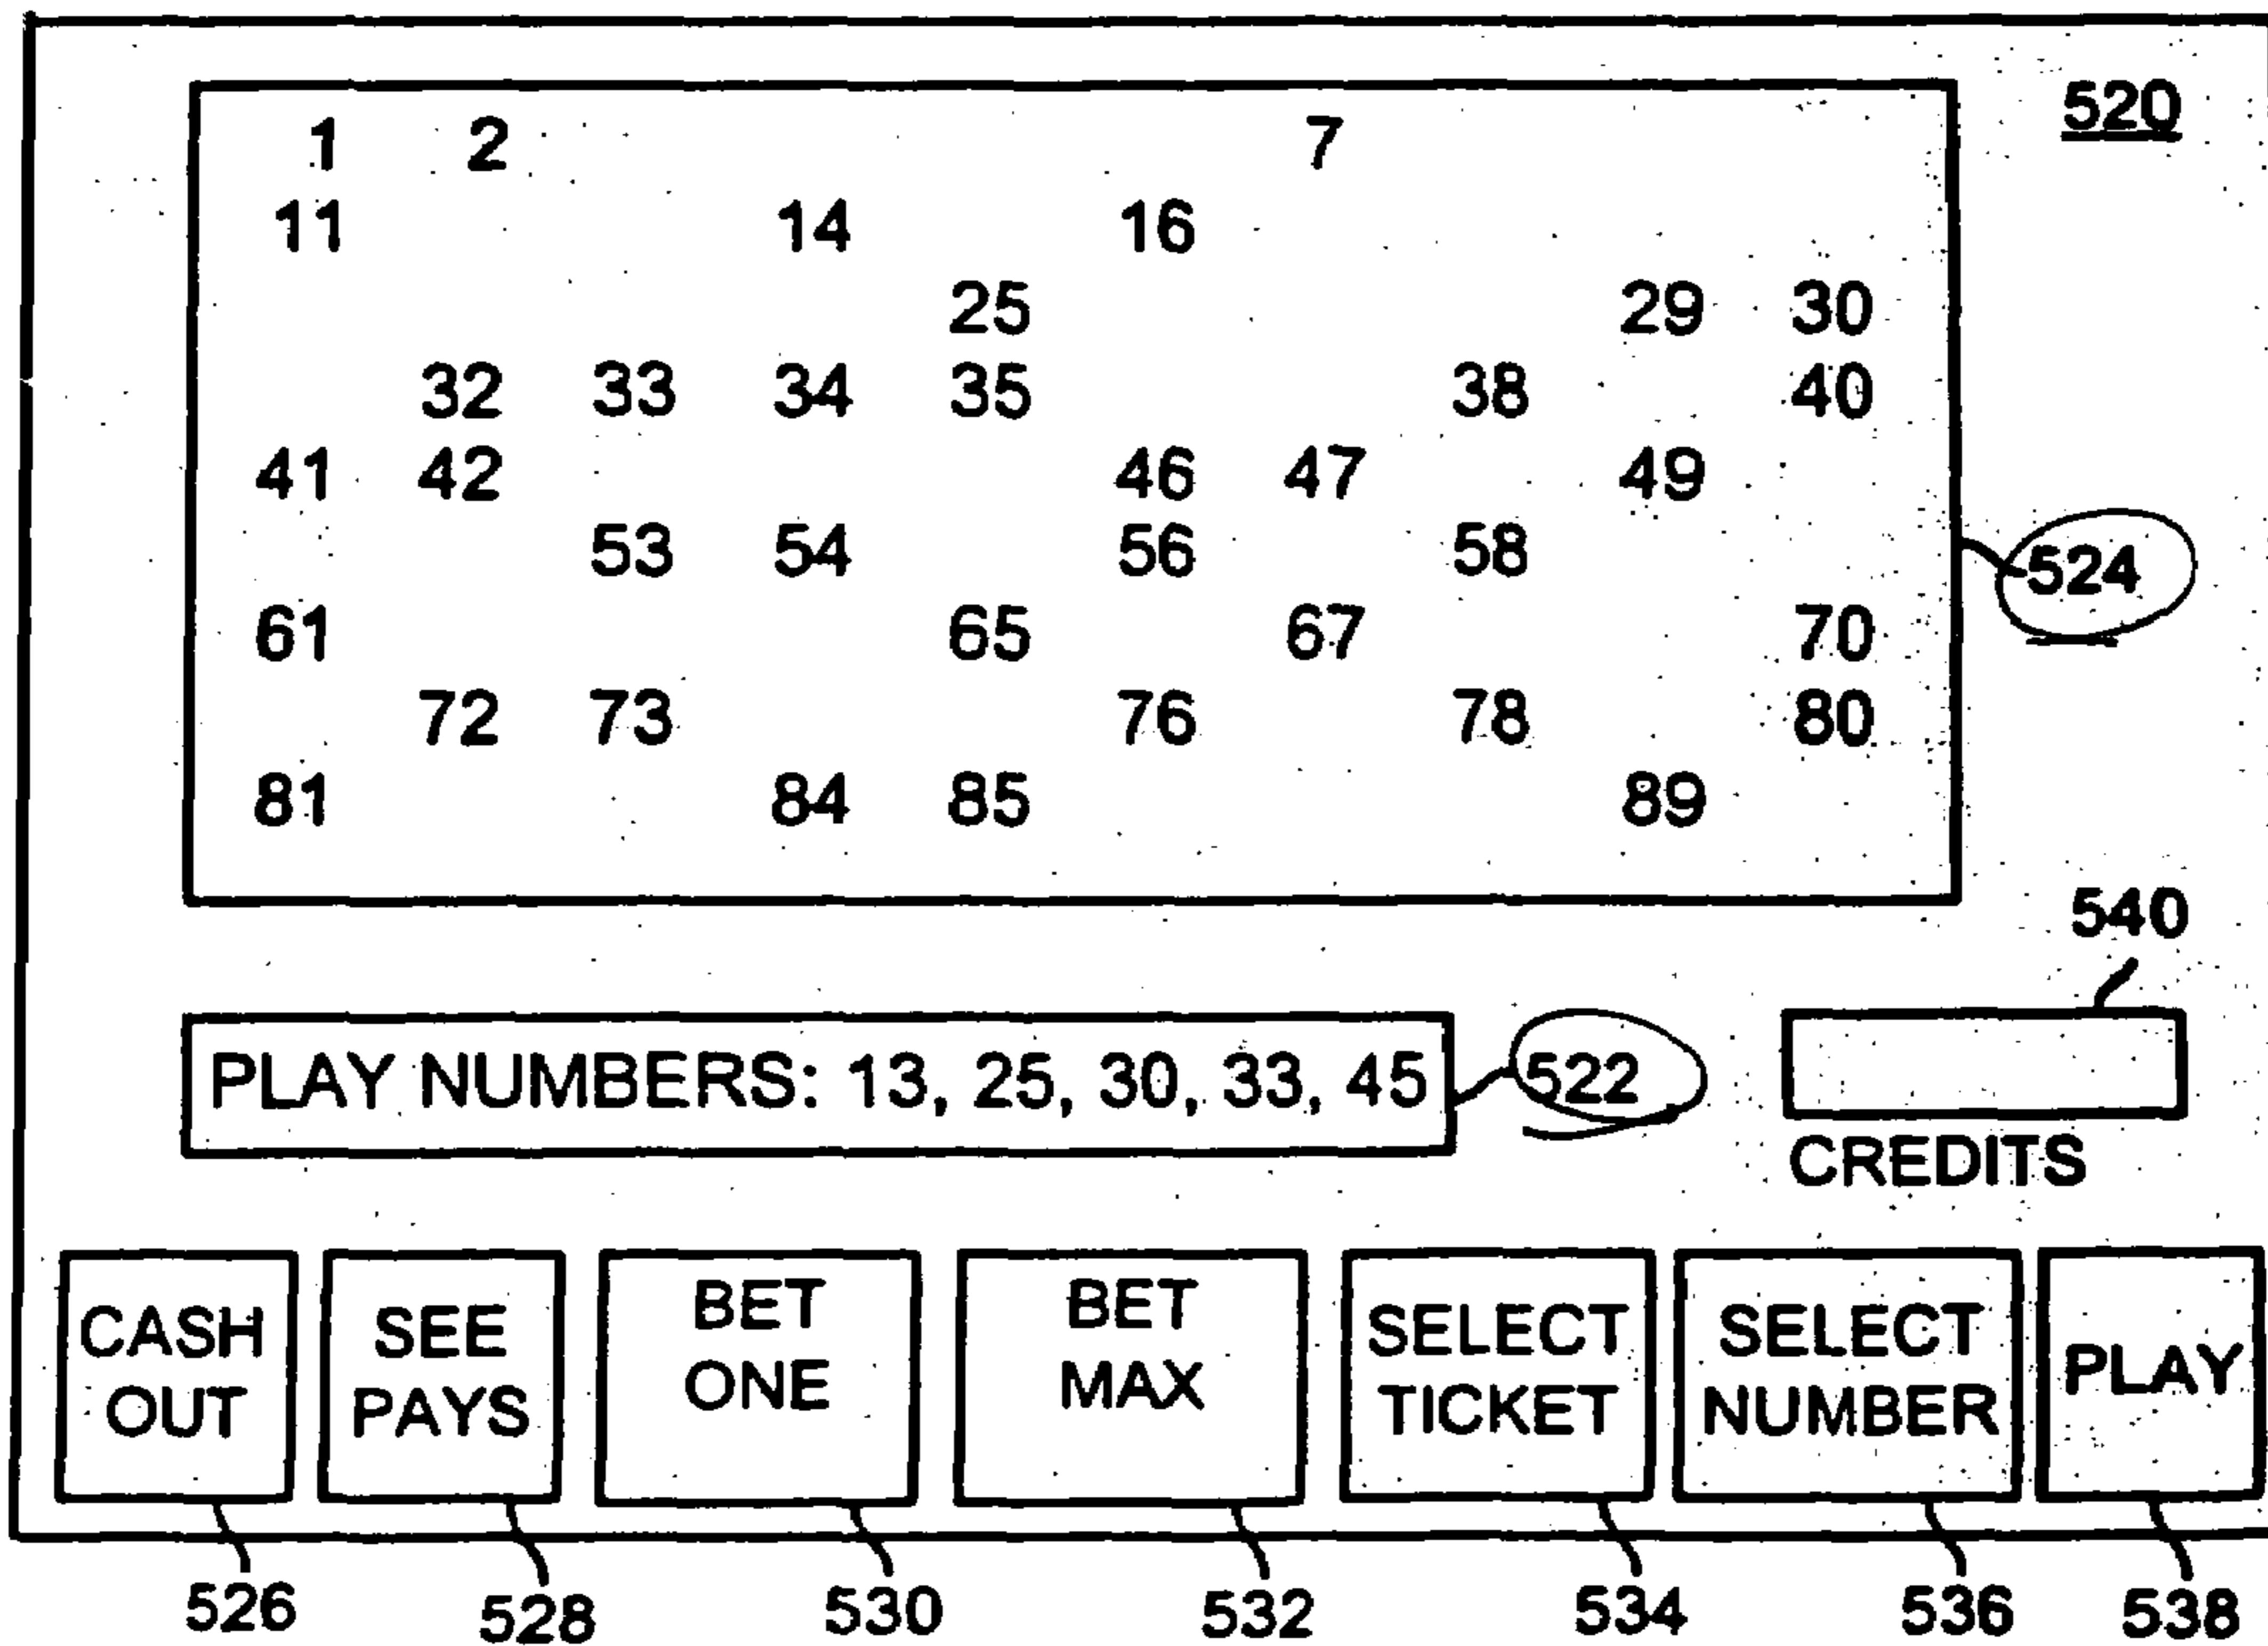 520
1 2 7
11 14 16
25 29 30
32 33 34 35 38 40
41 42 46 47 49
53 54 56 58
524
61 65 67 70
72 73 76 78 80
81 84 85 89
540
PLAY NUMBERS: 13, 25, 30, 33, 45
522
CREDITS
CASH
OUT
SEE
PAYS
BET
ONE
BET
MAX
SELECT
TICKET
SELECT
NUMBER
PLAY
526 528 530 532 534 536 538